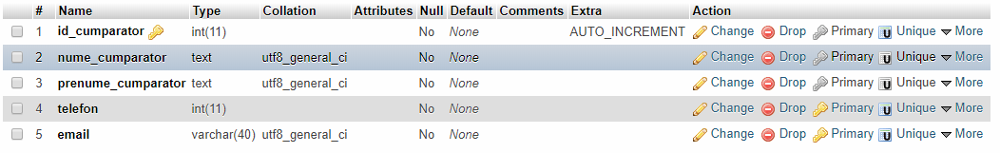 # Name Type Collation Attributes Null Default Comments Extra Action
1 id_cumparator int(11) No None AUTO_INCREMENT Change Drop Primary Unique More
2 nume_cumparator text utf8_general_ci No None Change Drop Primary Unique More
3 prenume_cumparator text utf8_general_ci No None Change Drop Primary Unique More
4 telefon int(11) No None Change Drop Primary Unique More
5 email varchar(40) utf8_general_ci No None Change Drop Primary Unique More